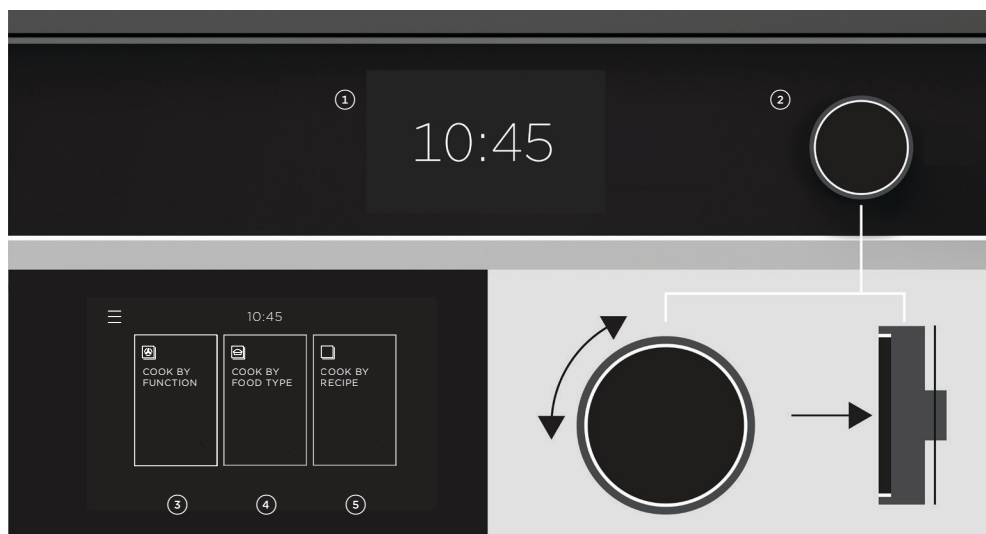 1
10:45
2
10:45
COOK BY
FUNCTION
COOK BY
FOOD TYPE
COOK BY
RECIPE
3
4
5